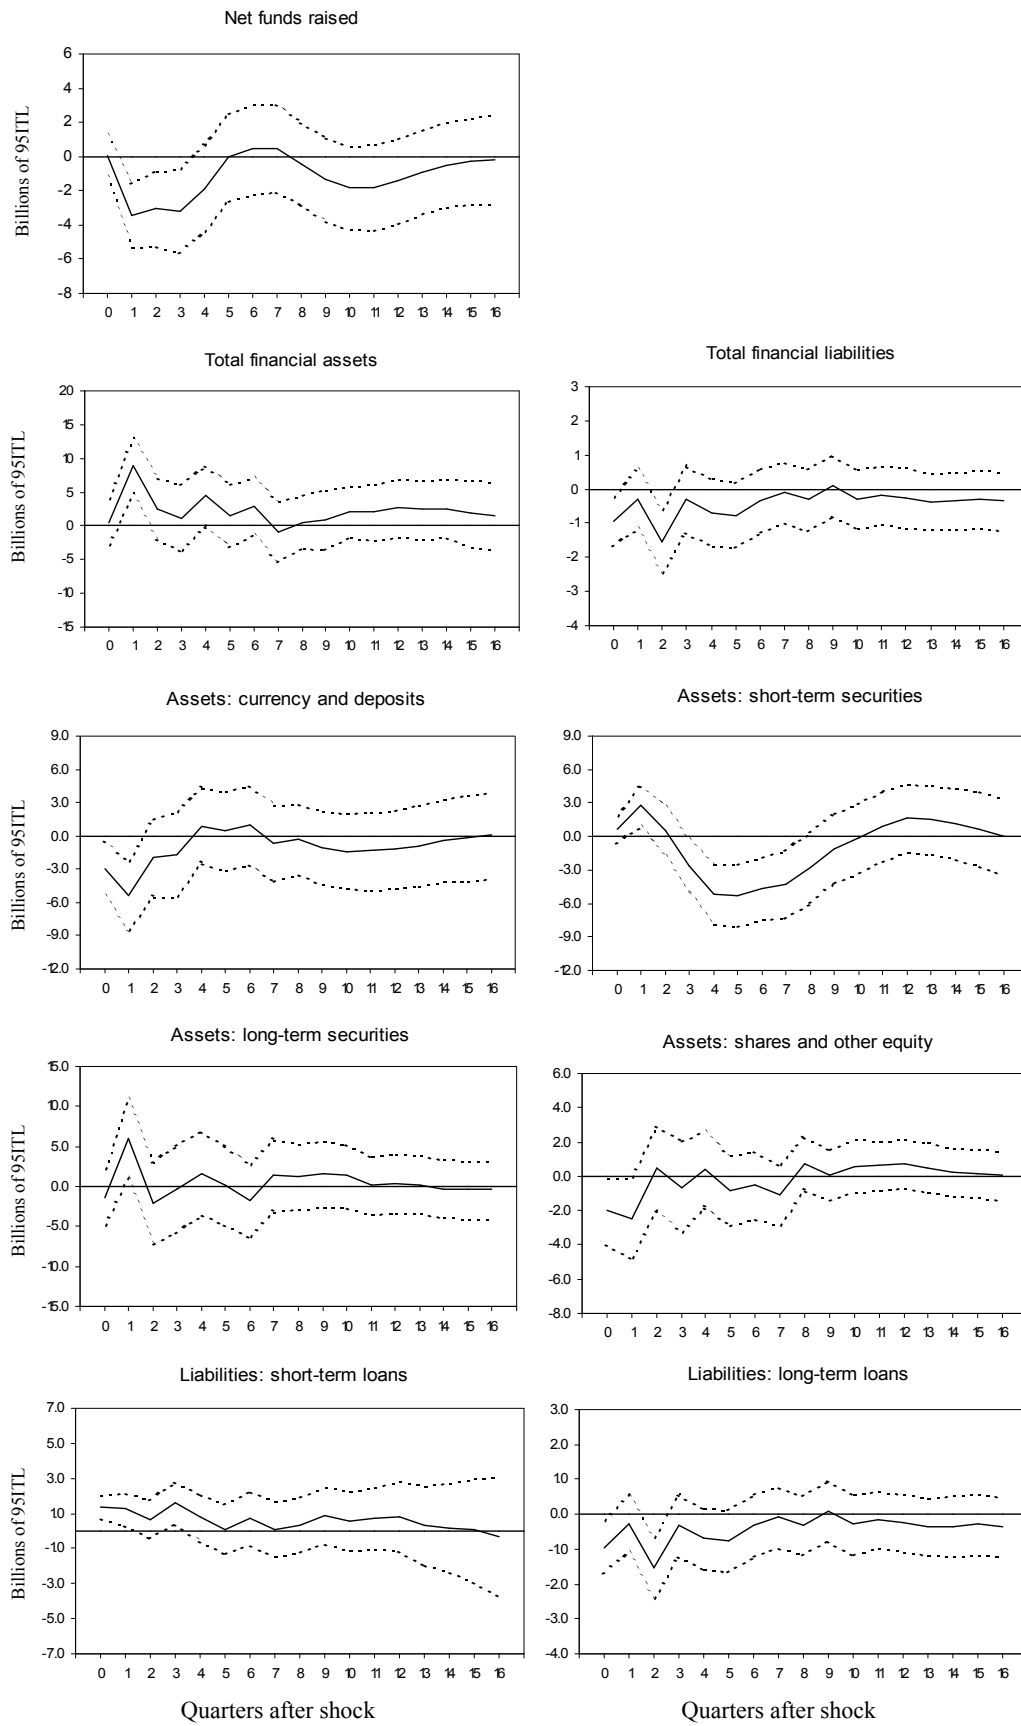 Net funds raised
Billions of 95ITL
6
4
2
0
-2
-4
-6
-8
0 1 2 3 4 5 6 7 8 9 10 11 12 13 14 15 16
Total financial assets
Billions of 95ITL
20
15
10
5
0
-5
-10
-15
0 1 2 3 4 5 6 7 8 9 10 11 12 13 14 15 16
Total financial liabilities
3
2
1
0
-1
-2
-3
-4
0 1 2 3 4 5 6 7 8 9 10 11 12 13 14 15 16
Assets: currency and deposits
Billions of 95ITL
9.0
6.0
3.0
0.0
-3.0
-6.0
-9.0
-12.0
0 1 2 3 4 5 6 7 8 9 10 11 12 13 14 15 16
Assets: short-term securities
9.0
6.0
3.0
0.0
-3.0
-6.0
-9.0
-12.0
0 1 2 3 4 5 6 7 8 9 10 11 12 13 14 15 16
Assets: long-term securities
Billions of 95ITL
15.0
10.0
5.0
0.0
-5.0
-10.0
-15.0
0 1 2 3 4 5 6 7 8 9 10 11 12 13 14 15 16
Assets: shares and other equity
6.0
4.0
2.0
0.0
-2.0
-4.0
-6.0
-8.0
0 1 2 3 4 5 6 7 8 9 10 11 12 13 14 15 16
Liabilities: short-term loans
Billions of 95ITL
7.0
5.0
3.0
1.0
-1.0
-3.0
-5.0
-7.0
0 1 2 3 4 5 6 7 8 9 10 11 12 13 14 15 16
Quarters after shock
Liabilities: long-term loans
3.0
2.0
1.0
0.0
-1.0
-2.0
-3.0
-4.0
0 1 2 3 4 5 6 7 8 9 10 11 12 13 14 15 16
Quarters after shock